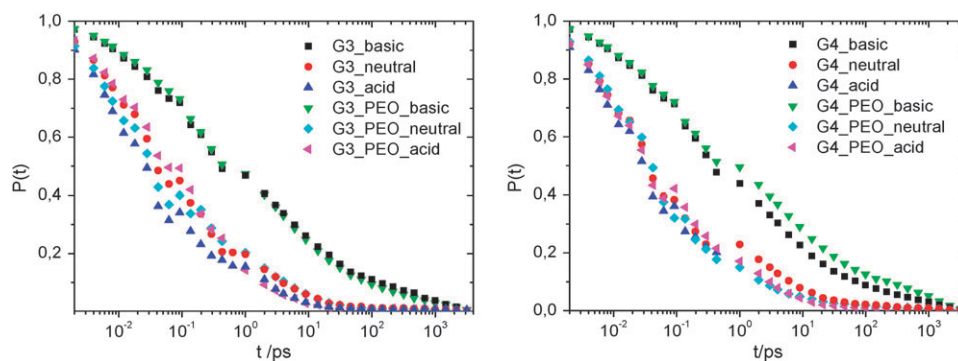 P(t)
1,0
0,8
0,6
0,4
0,2
0,0
10⁻² 10⁻¹ 10⁰ 10¹ 10² 10³
t /ps
G3_basic
G3_neutral
G3_acid
G3_PEO_basic
G3_PEO_neutral
G3_PEO_acid
P(t)
1,0
0,8
0,6
0,4
0,2
0,0
10⁻² 10⁻¹ 10⁰ 10¹ 10² 10³
t/ps
G4_basic
G4_neutral
G4_acid
G4_PEO_basic
G4_PEO_neutral
G4_PEO_acid